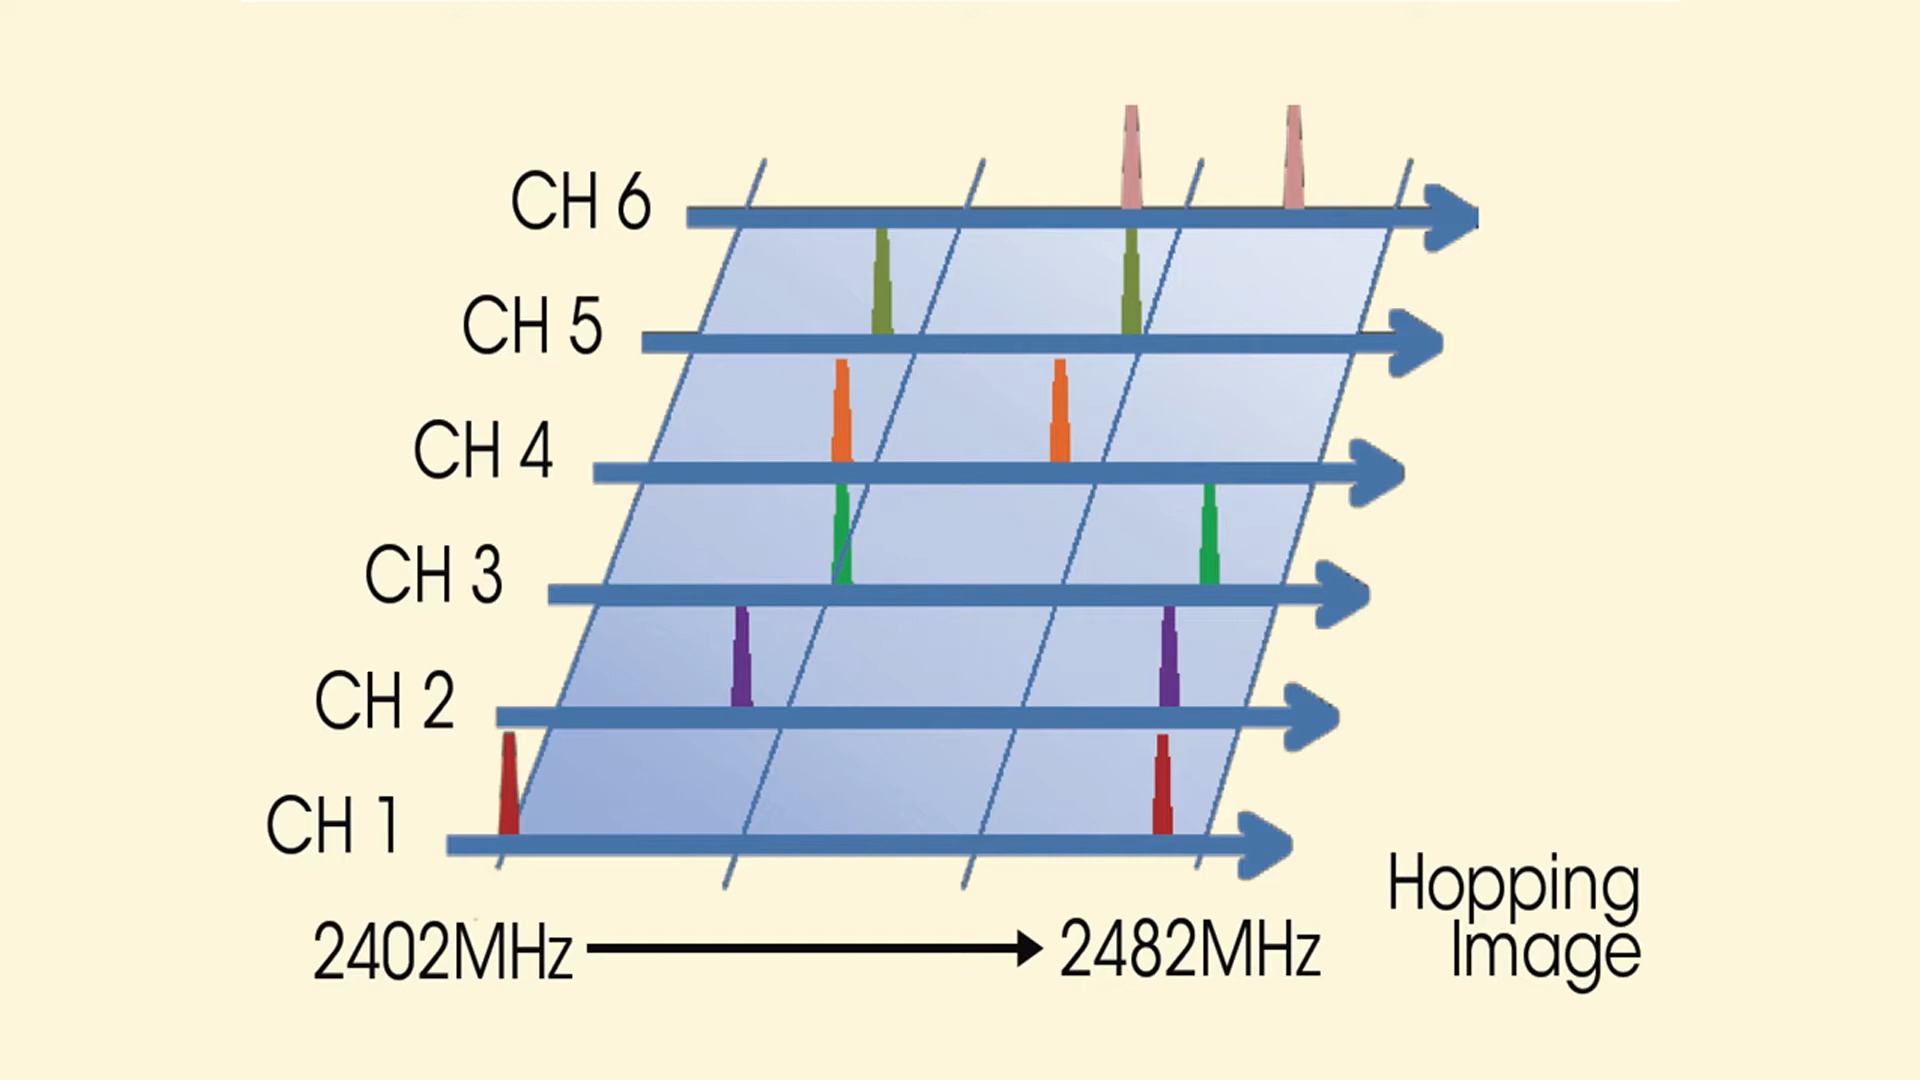 CH 6
CH 5
CH 4
CH 3
CH 2
CH 1
2402MHz
2482MHz
Hopping
Image